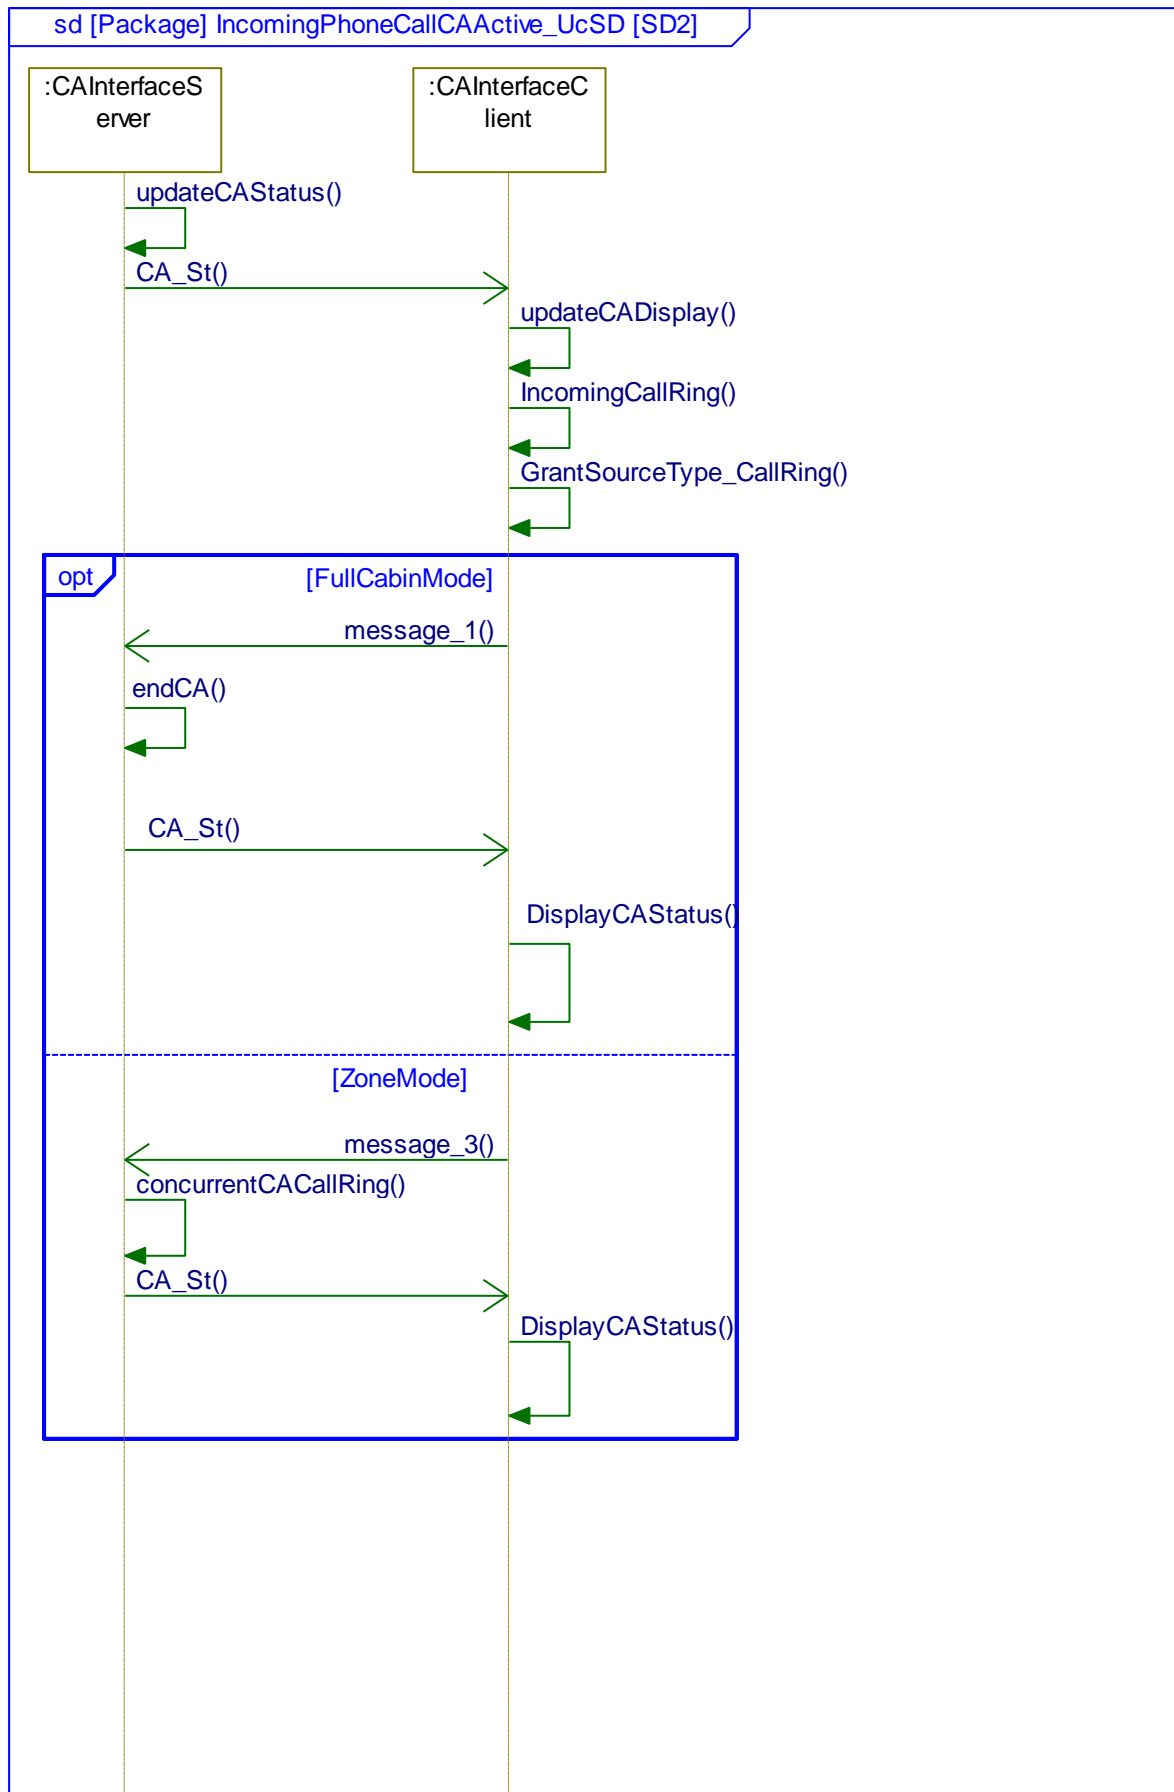 sd [Package] IncomingPhoneCallCAActive_UcSD [SD2]
:CAInterfaceS
erver
:CAInterfaceC
lient
updateCAStatus()
CA_St()
updateCADisplay()
IncomingCallRing()
GrantSourceType_CallRing()
opt
[FullCabinMode]
message_1()
endCA()
CA_St()
DisplayCAStatus()
[ZoneMode]
message_3()
concurrentCACallRing()
CA_St()
DisplayCAStatus()